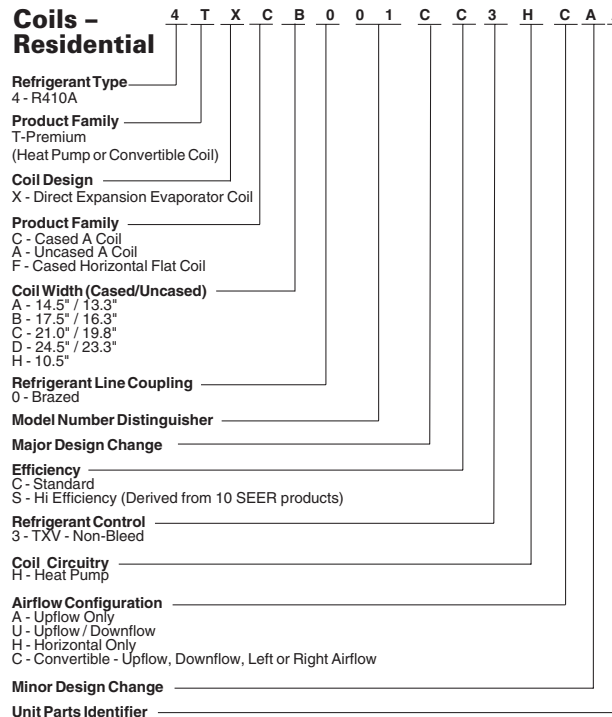 Coils –
Residential
4 T X C B 0 0 1 C C 3 H C A
Refrigerant Type
4 - R410A
Product Family
T-Premium
(Heat Pump or Convertible Coil)
Coil Design
X - Direct Expansion Evaporator Coil
Product Family
C - Cased A Coil
A - Uncased A Coil
F - Cased Horizontal Flat Coil
Coil Width (Cased/Uncased)
A - 14.5" / 13.3"
B - 17.5" / 16.3"
C - 21.0" / 19.8"
D - 24.5" / 23.3"
H - 10.5"
Refrigerant Line Coupling
0 - Brazed
Model Number Distinguisher
Major Design Change
Efficiency
C - Standard
S - Hi Efficiency (Derived from 10 SEER products)
Refrigerant Control
3 - TXV - Non-Bleed
Coil Circuitry
H - Heat Pump
Airflow Configuration
A - Upflow Only
U - Upflow / Downflow
H - Horizontal Only
C - Convertible - Upflow, Downflow, Left or Right Airflow
Minor Design Change
Unit Parts Identifier